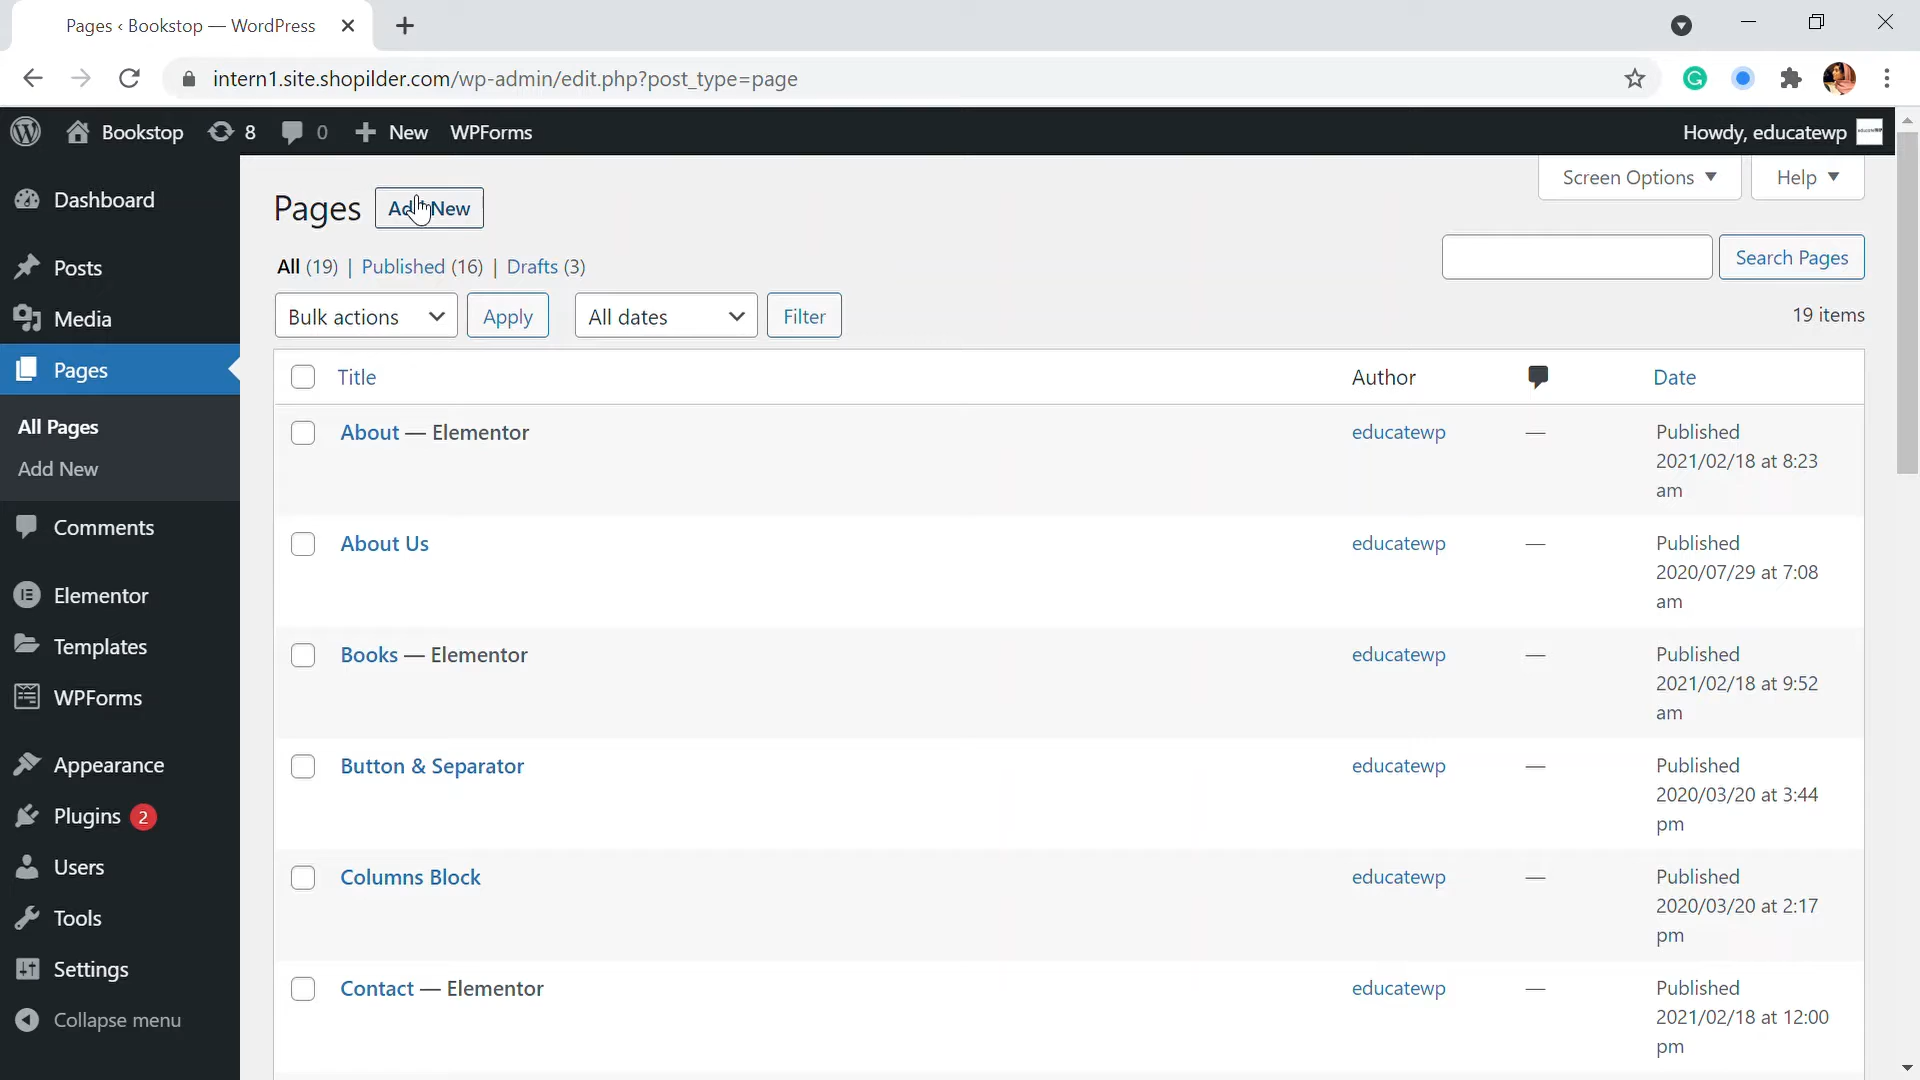 Pages ‹ Bookstop — WordPress
intern1.site.shopilder.com/wp-admin/edit.php?post_type=page
Bookstop 8 0 New WPForms Howdy, educatewp
Screen Options Help
Pages Add New
All (19) | Published (16) | Drafts (3)
Search Pages
Bulk actions Apply All dates Filter 19 items
Dashboard
Posts
Media
Pages
All Pages
Add New
Comments
Elementor
Templates
WPForms
Appearance
Plugins 2
Users
Tools
Settings
Collapse menu
Title Author Date
About — Elementor educatewp — Published
2021/02/18 at 8:23
am
About Us educatewp — Published
2020/07/29 at 7:08
am
Books — Elementor educatewp — Published
2021/02/18 at 9:52
am
Button & Separator educatewp — Published
2020/03/20 at 3:44
pm
Columns Block educatewp — Published
2020/03/20 at 2:17
pm
Contact — Elementor educatewp — Published
2021/02/18 at 12:00
pm